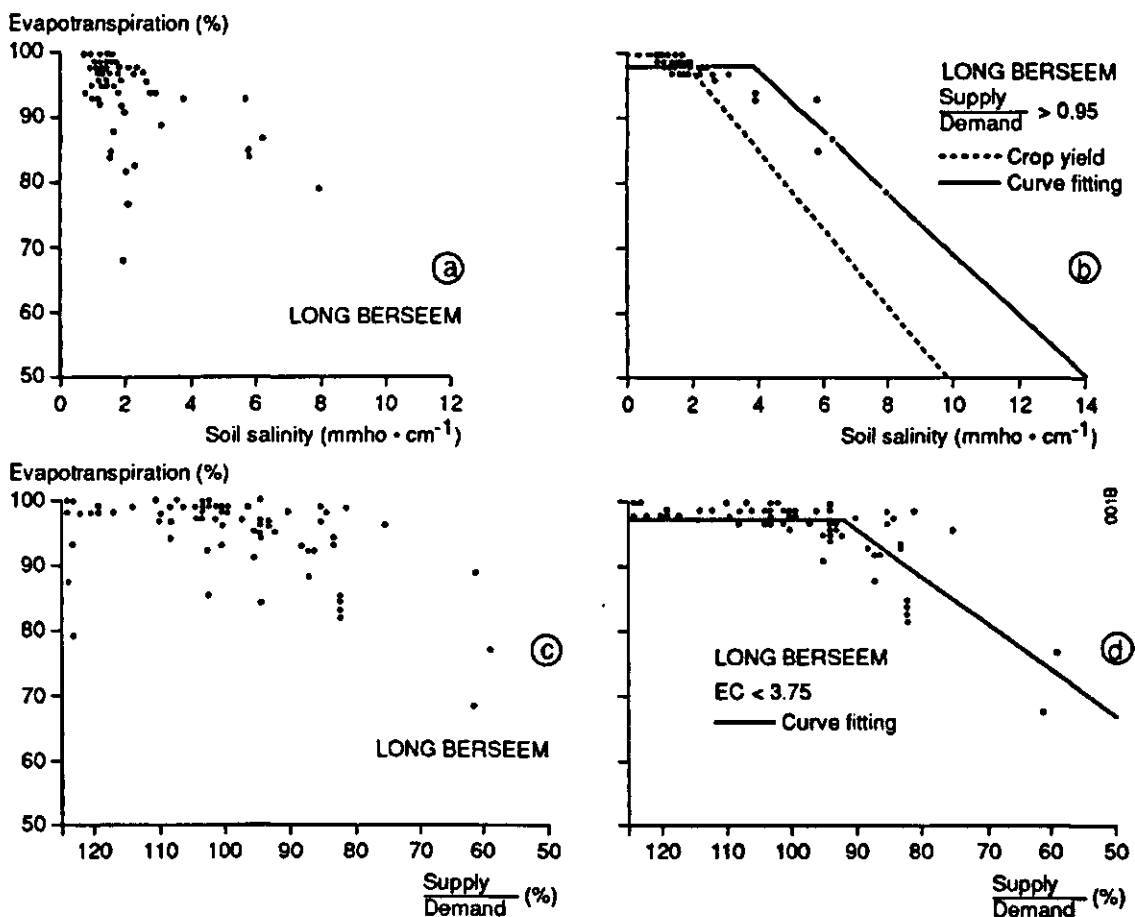 Evapotranspiration (%)
100
90
80
70
60
50
0 2 4 6 8 10 12
Soil salinity (mmho • cm⁻¹)
LONG BERSEEM
a
LONG BERSEEM
Supply
Demand > 0.95
Crop yield
Curve fitting
b
0 2 4 6 8 10 12 14
Soil salinity (mmho • cm⁻¹)
Evapotranspiration (%)
100
90
80
70
60
50
120 110 100 90 80 70 60 50
Supply
Demand (%)
LONG BERSEEM
c
0018
LONG BERSEEM
EC < 3.75
Curve fitting
d
120 110 100 90 80 70 60 50
Supply
Demand (%)